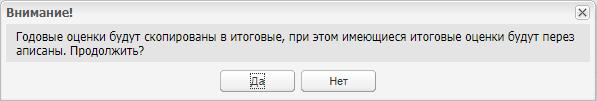 Внимание!
Годовые оценки будут скопированы в итоговые, при этом имеющиеся итоговые оценки будут перез
аписаны. Продолжить?
Да
Нет